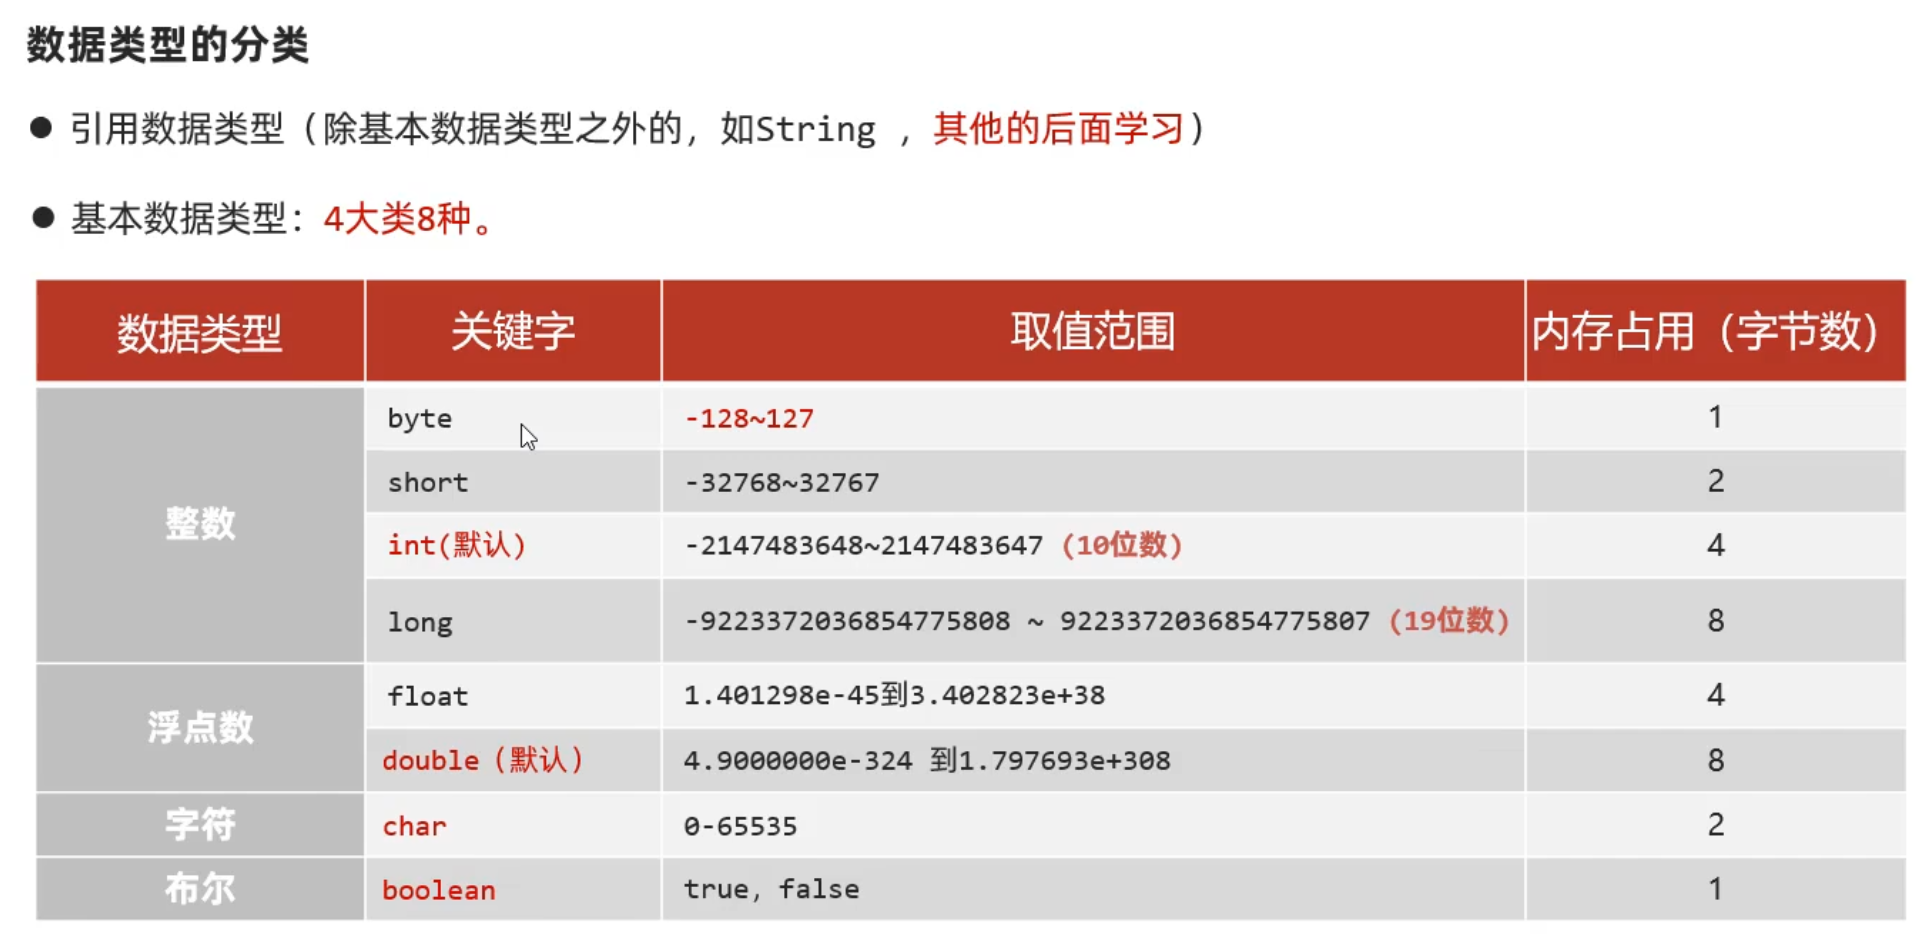 数据类型的分类
● 引用数据类型（除基本数据类型之外的，如String ，其他的后面学习）
● 基本数据类型：4大类8种。
数据类型 关键字 取值范围 内存占用（字节数）
整数
byte -128~127 1
short -32768~32767 2
int(默认) -2147483648~2147483647 (10位数) 4
long -9223372036854775808 ~ 9223372036854775807 (19位数) 8
浮点数
float 1.401298e-45到3.402823e+38 4
double（默认） 4.9000000e-324 到1.797693e+308 8
字符 char 0-65535 2
布尔 boolean true，false 1